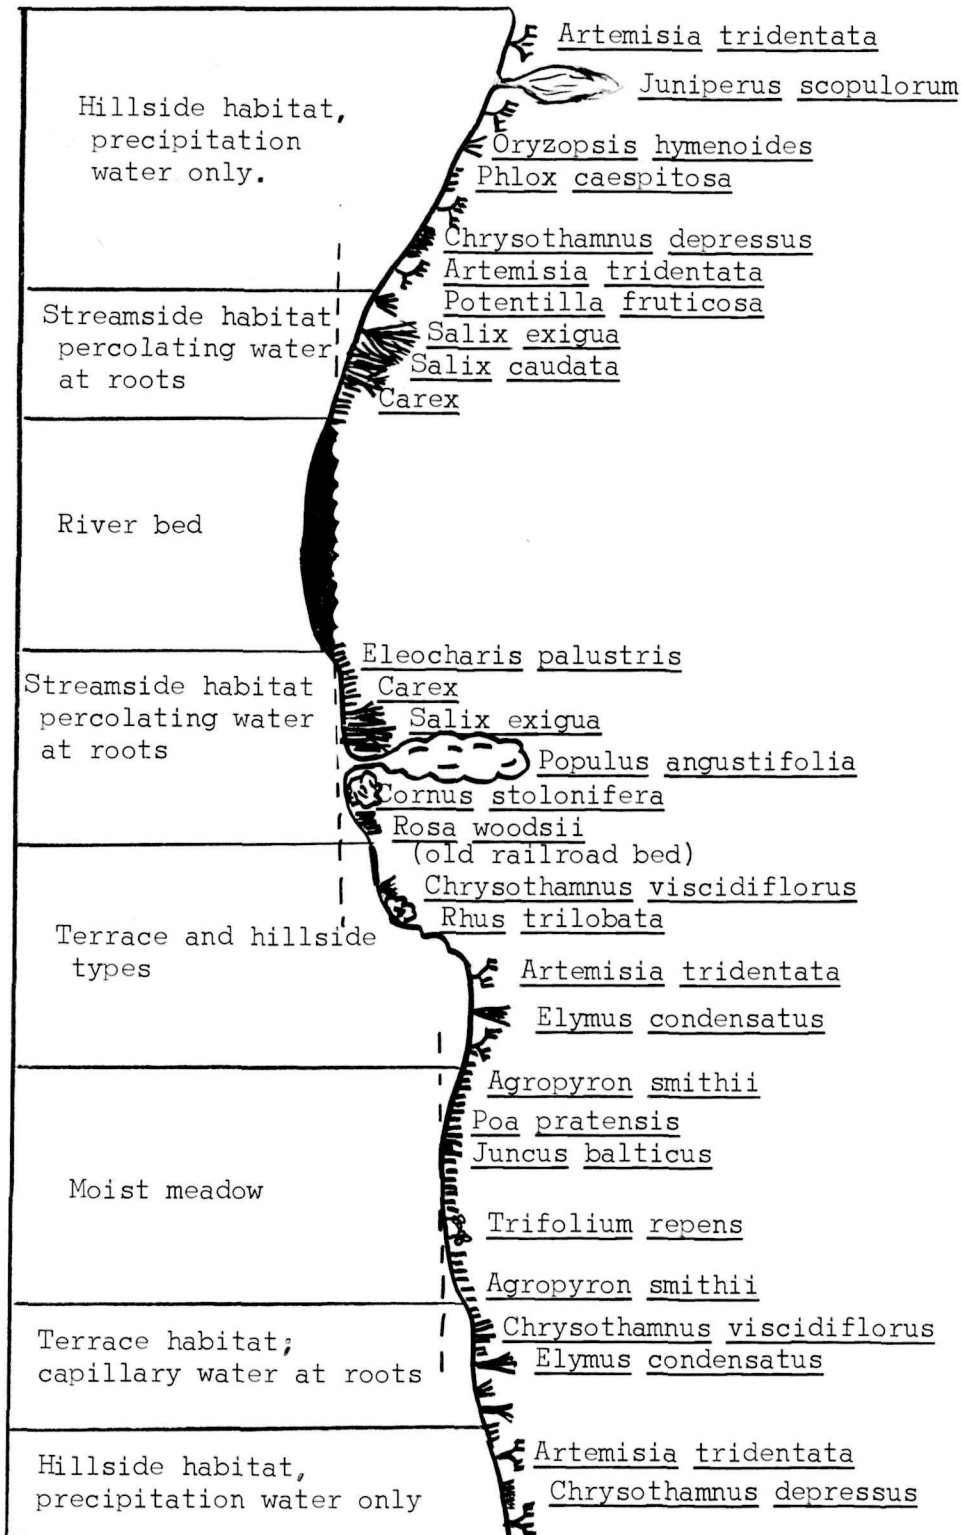 Artemisia tridentata
Juniperus scopulorum
Hillside habitat,
precipitation
water only.
Oryzopsis hymenoides
Phlox caespitosa
Chrysothamnus depressus
Artemisia tridentata
Potentilla fruticosa
Streamside habitat
percolating water
at roots
Salix exigua
Salix caudata
Carex
River bed
Eleocharis palustris
Streamside habitat
percolating water
at roots
Carex
Salix exigua
Populus angustifolia
Cornus stolonifera
Rosa woodsii
(old railroad bed)
Chrysothamnus viscidiflorus
Rhus trilobata
Terrace and hillside
types
Artemisia tridentata
Elymus condensatus
Agropyron smithii
Poa pratensis
Juncus balticus
Moist meadow
Trifolium repens
Agropyron smithii
Chrysothamnus viscidiflorus
Elymus condensatus
Terrace habitat;
capillary water at roots
Artemisia tridentata
Chrysothamnus depressus
Hillside habitat,
precipitation water only